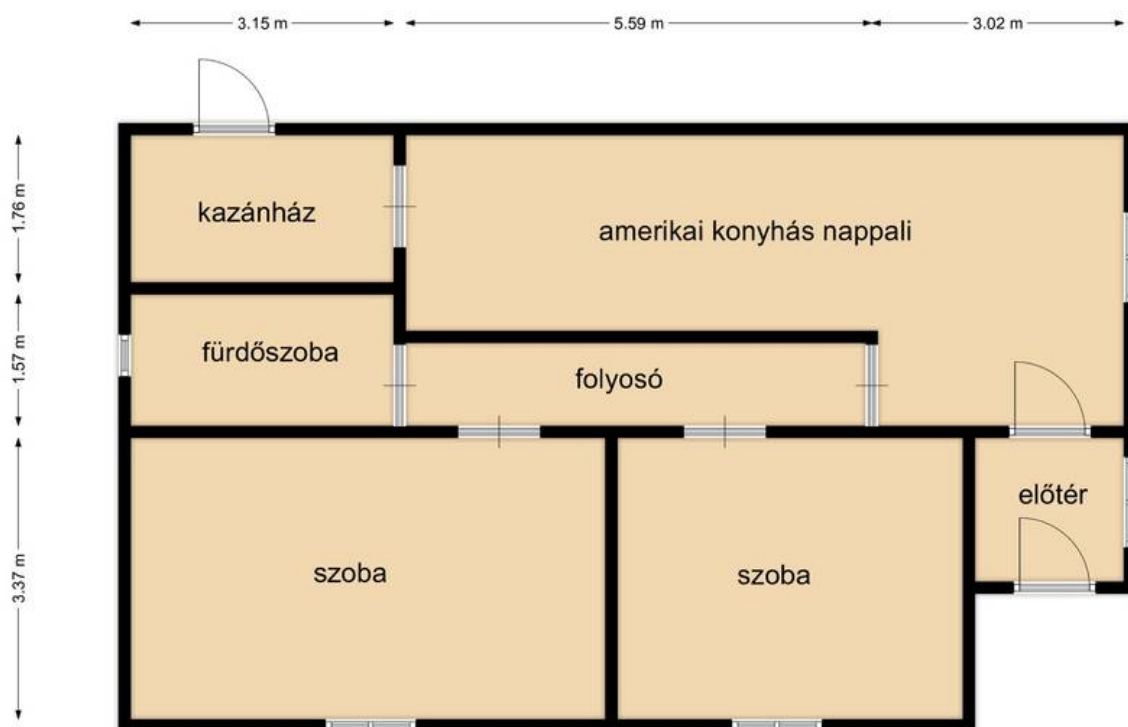 3.15 m
5.59 m
3.02 m
1.76 m
kazánház
amerikai konyhás nappali
1.57 m
fürdőszoba
folyosó
3.37 m
előtér
szoba
szoba